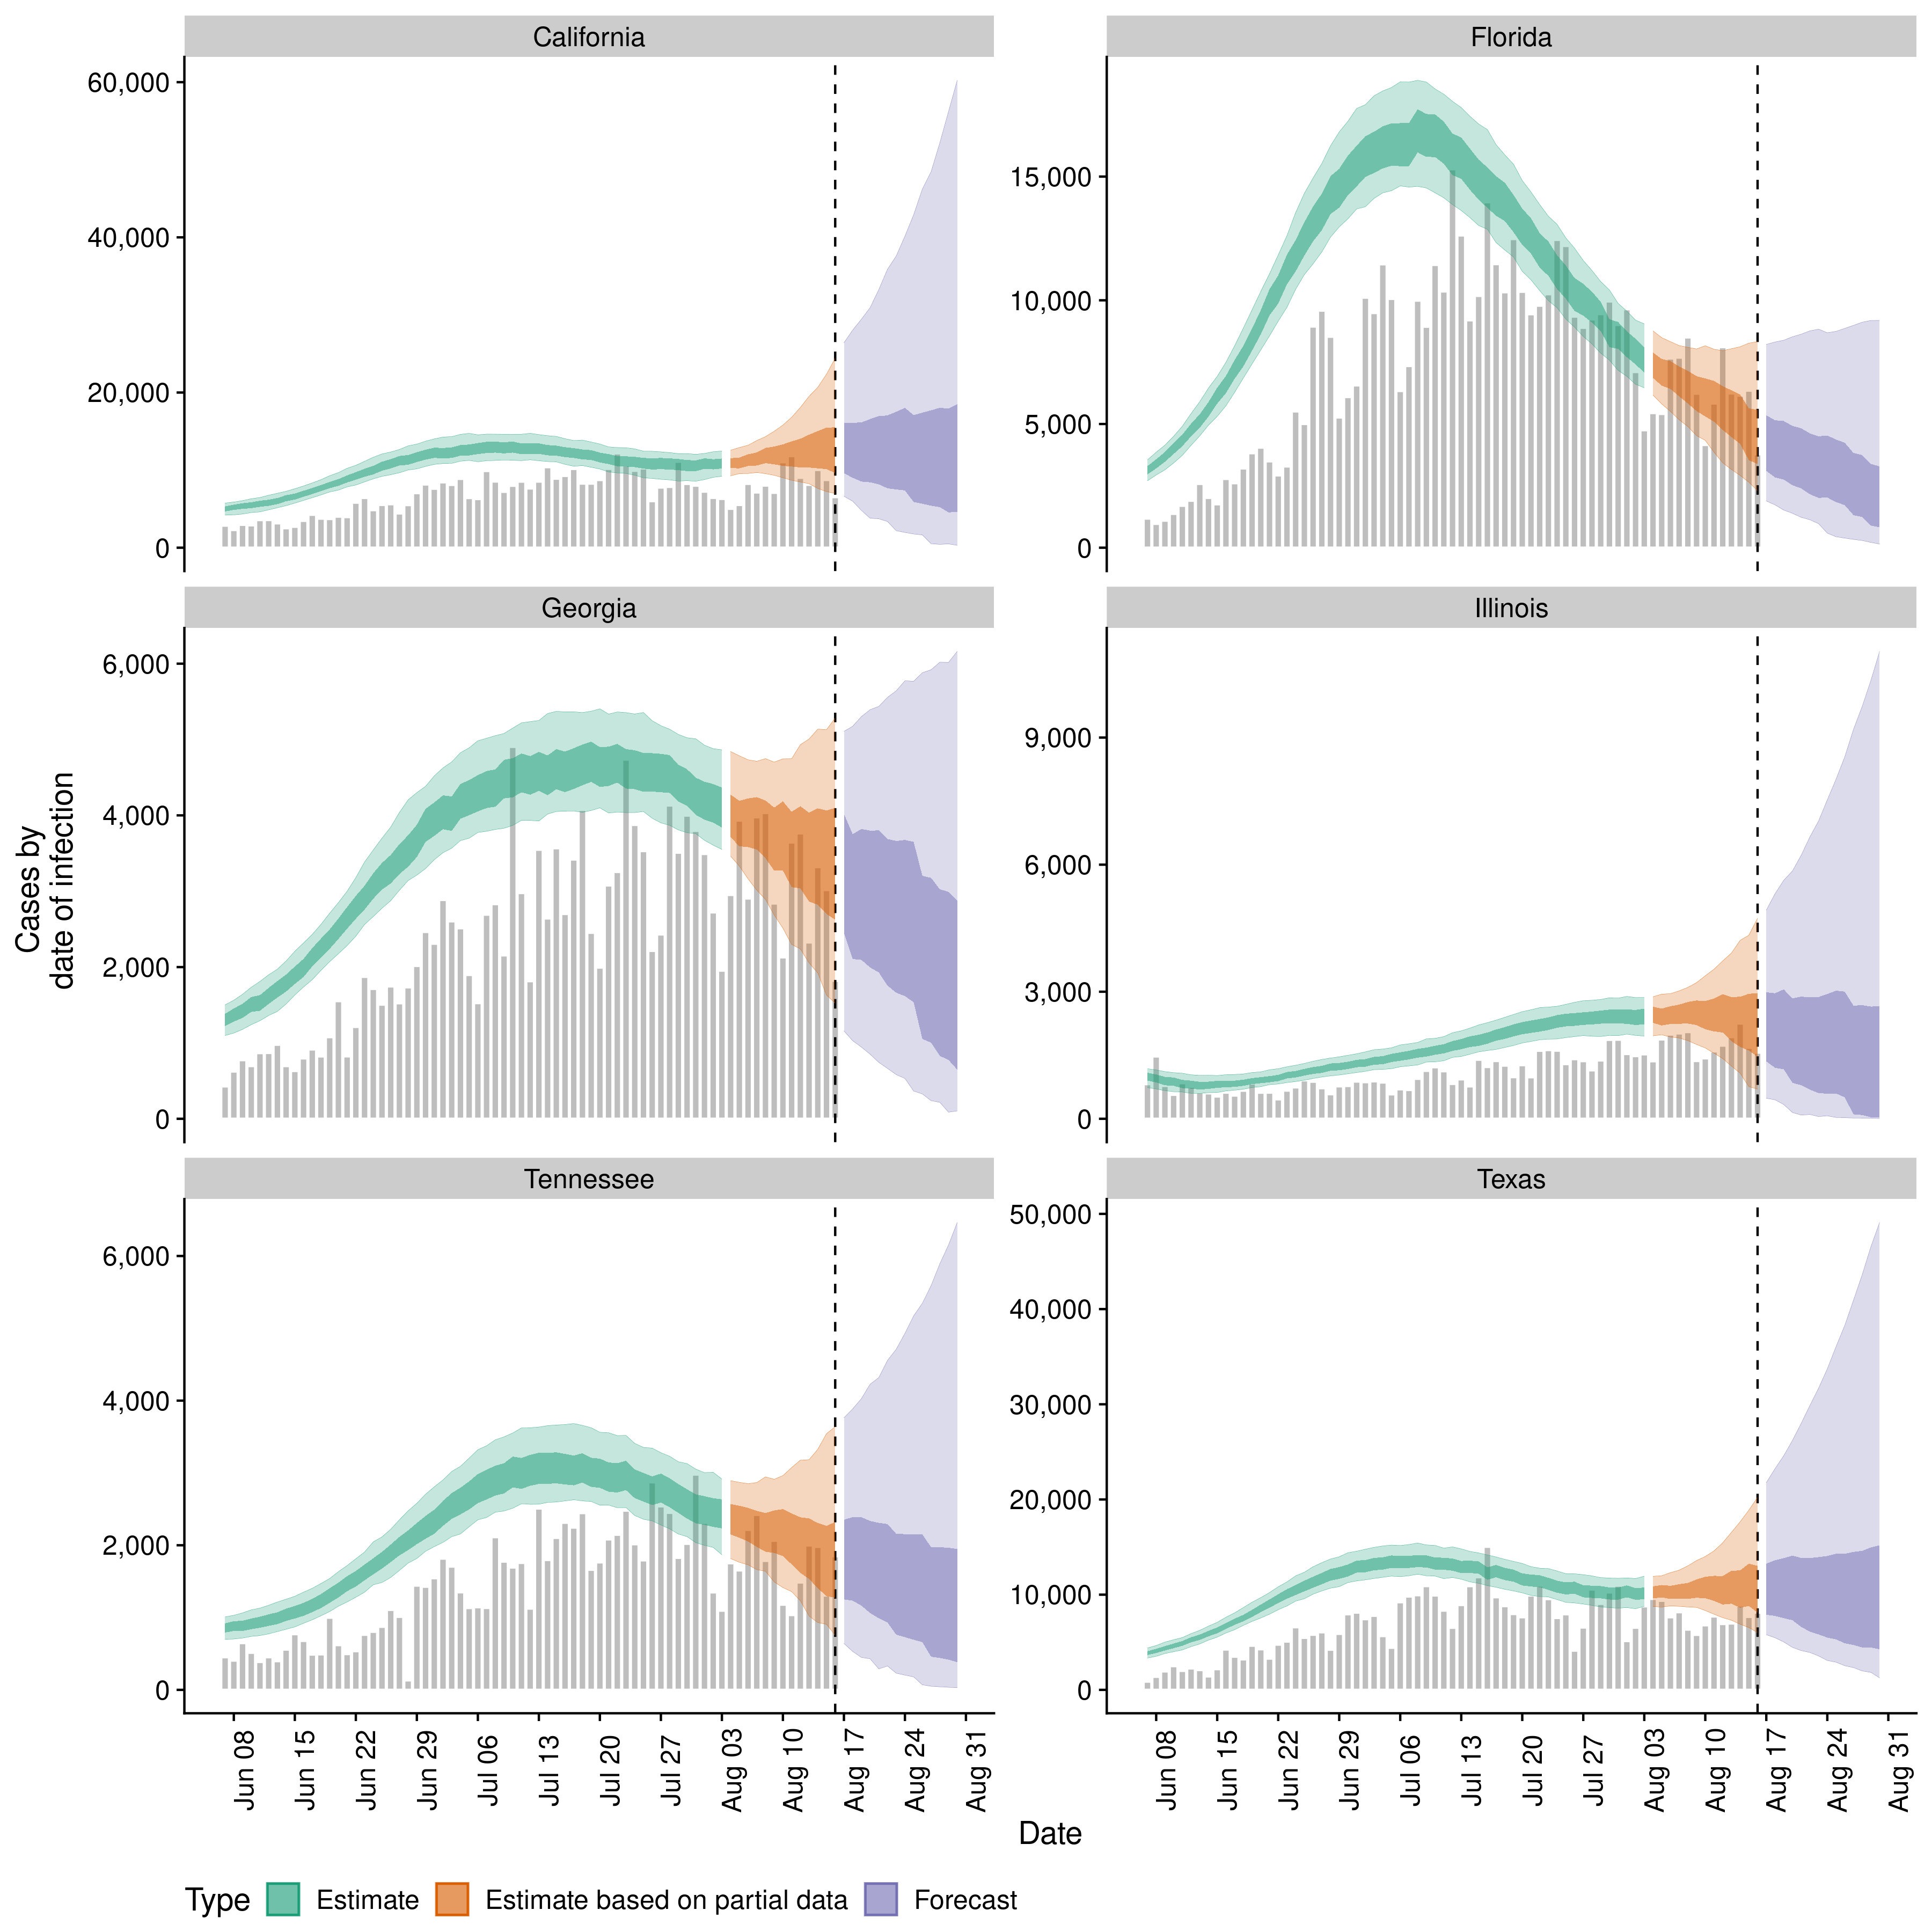 California
Florida
60,000
40,000
20,000
0
15,000
10,000
5,000
0
Georgia
Illinois
6,000
4,000
2,000
0
9,000
6,000
3,000
0
Cases by
date of infection
Tennessee
Texas
6,000
4,000
2,000
0
50,000
40,000
30,000
20,000
10,000
0
Jun 08 Jun 15 Jun 22 Jun 29 Jul 06 Jul 13 Jul 20 Jul 27 Aug 03 Aug 10 Aug 17 Aug 24 Aug 31
Jun 08 Jun 15 Jun 22 Jun 29 Jul 06 Jul 13 Jul 20 Jul 27 Aug 03 Aug 10 Aug 17 Aug 24 Aug 31
Date
Type Estimate Estimate based on partial data Forecast